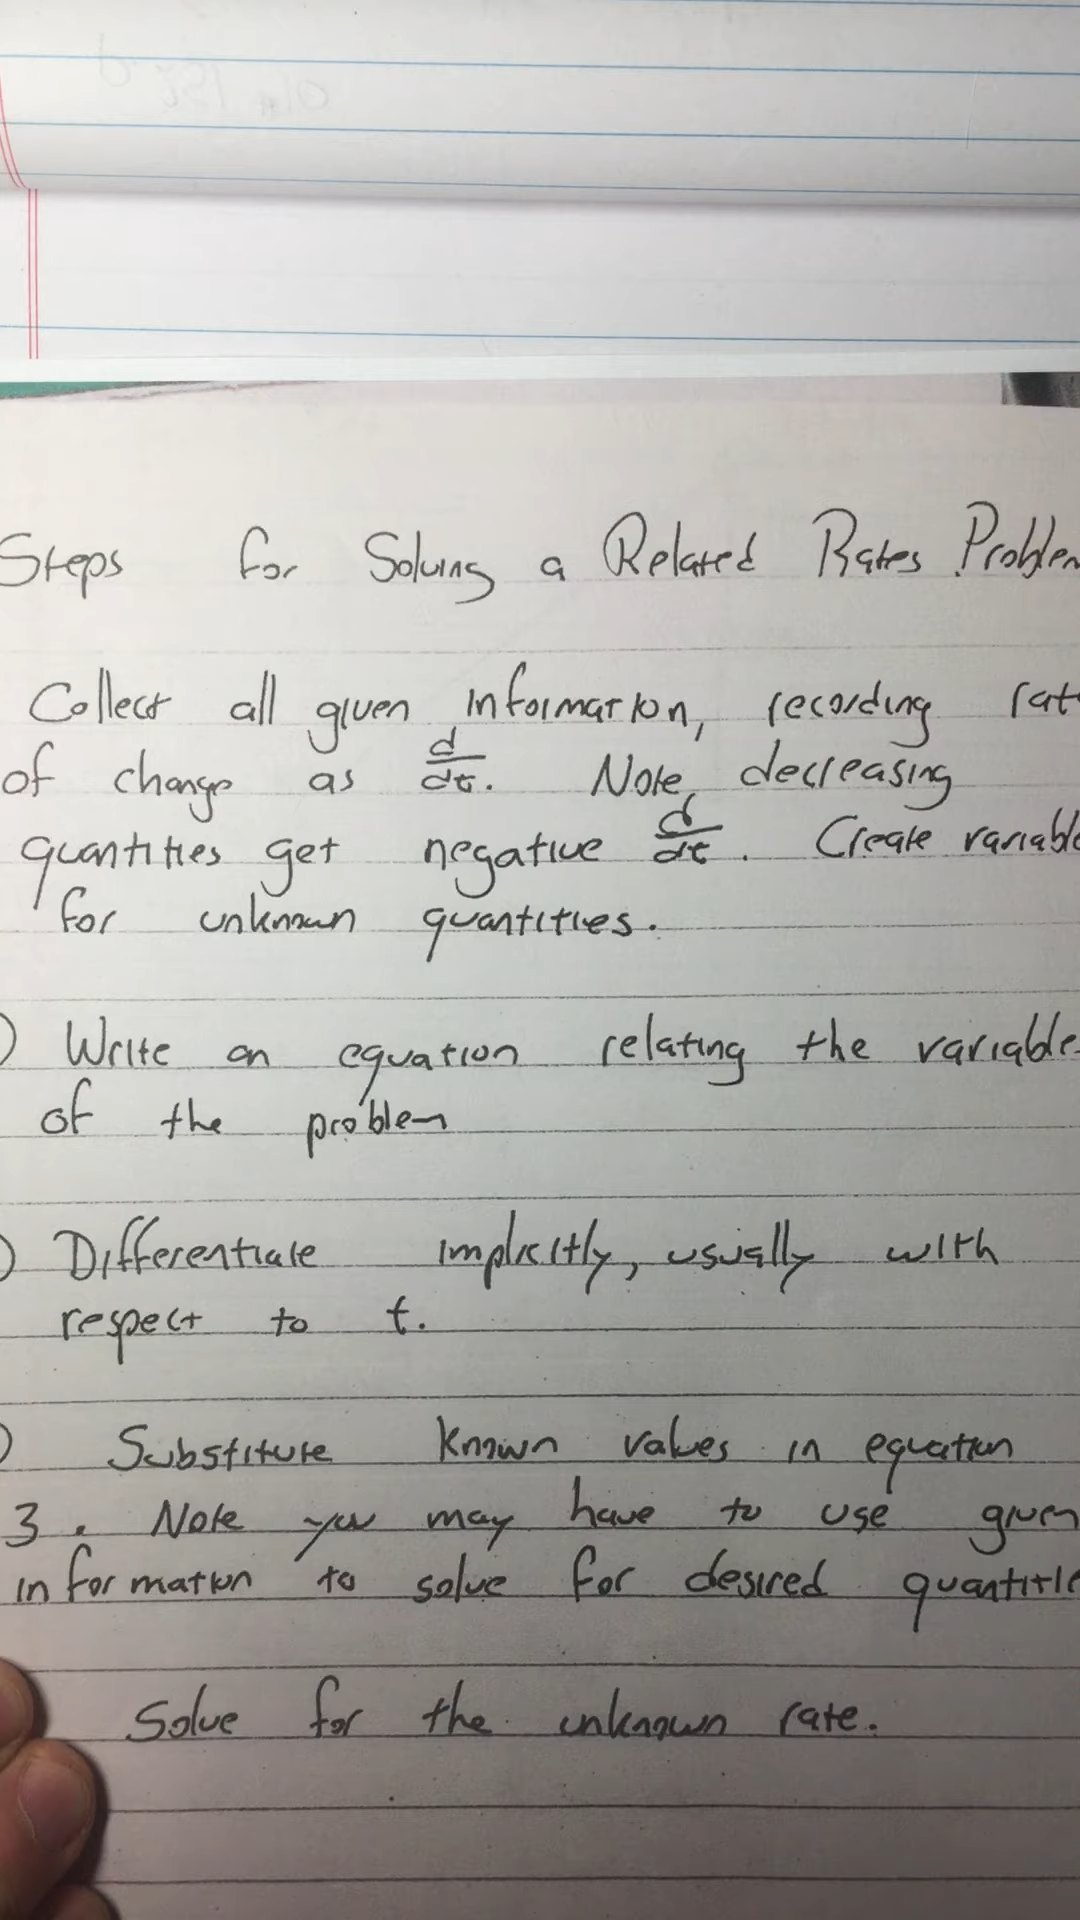 Steps for Solving a Related Rates Problem
Collect all given information, recording rat
of change as d/dt. Note, decreasing
quantities get negative d/dt. Create variable
for unknown quantities.
) Write an equation relating the variable
of the problem
) Differentiate implicitly, usually with
respect to t.
) Substitute known values in equation
3. Note you may have to use given
information to solve for desired quantitie
Solve for the unknown rate.